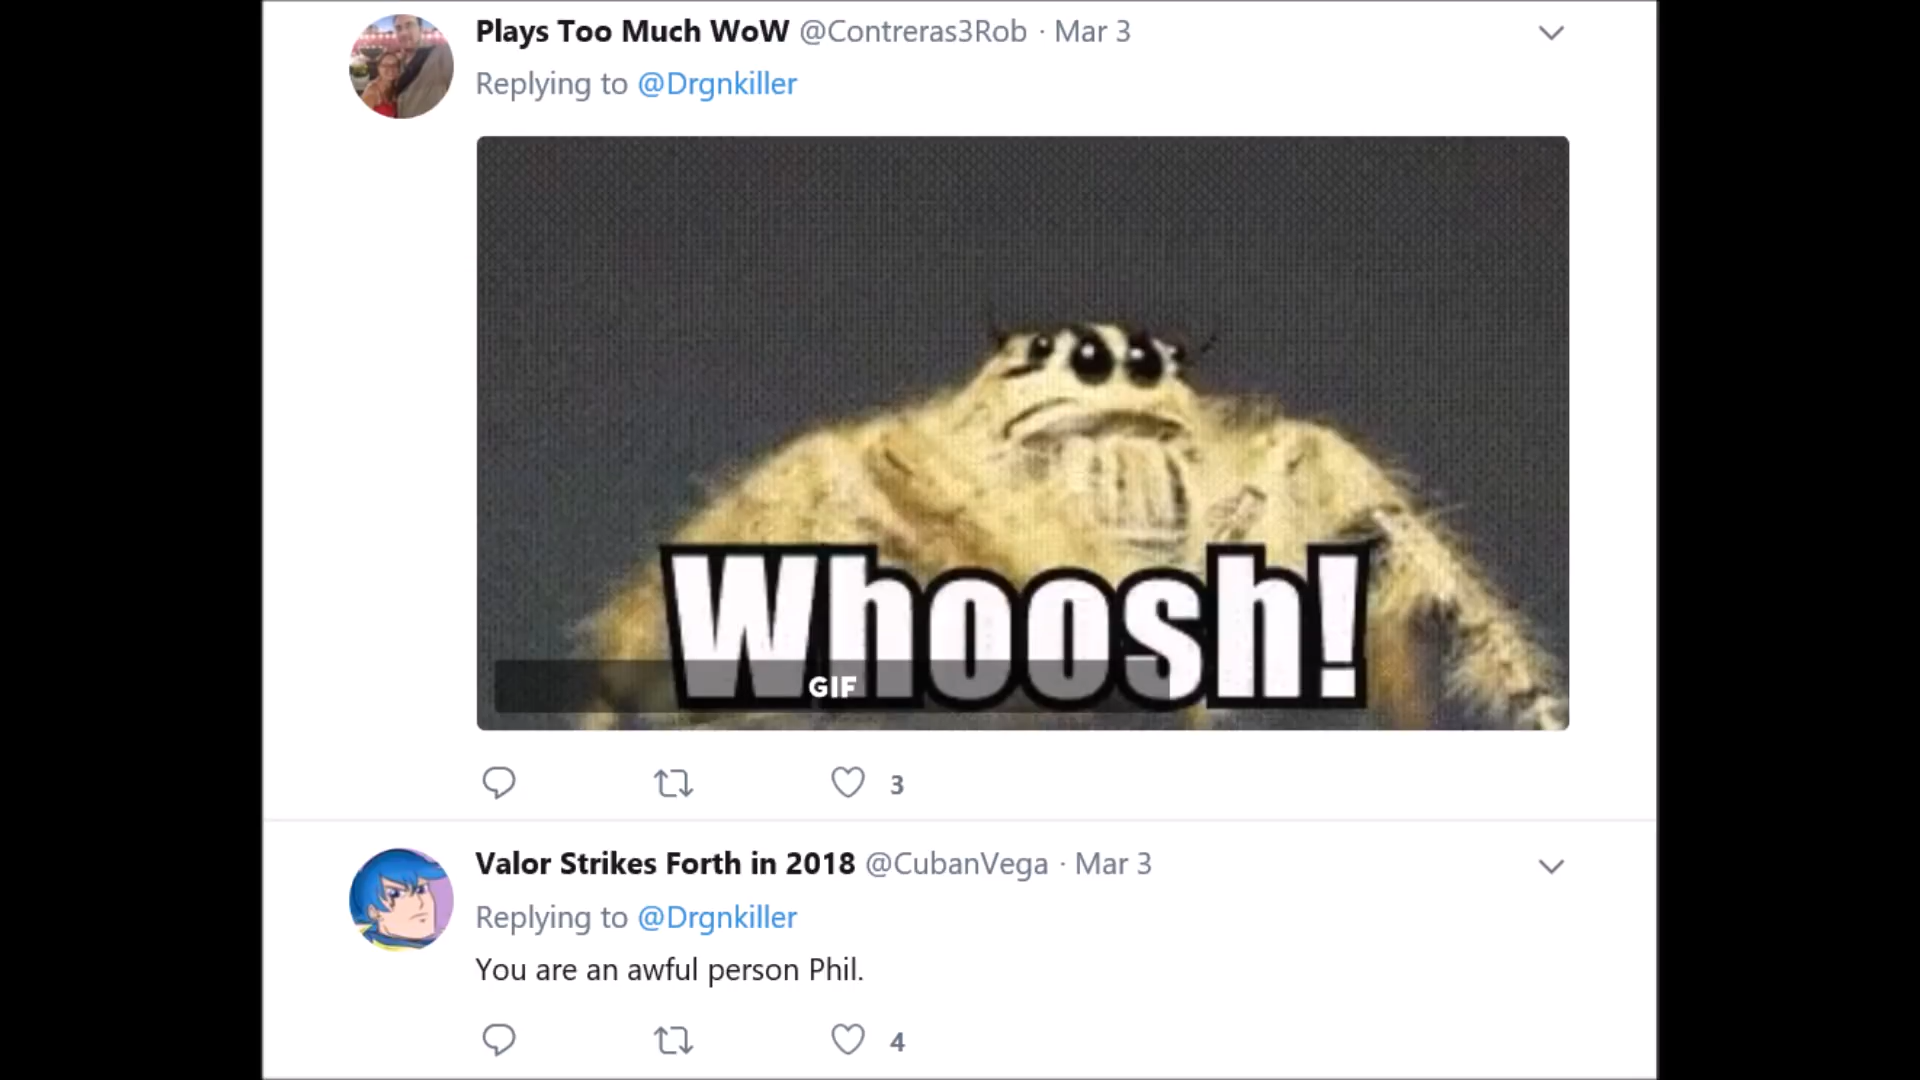 Plays Too Much WoW @Contreras3Rob · Mar 3
Replying to @Drgnkiller
Whoosh!
GIF
3
Valor Strikes Forth in 2018 @CubanVega · Mar 3
Replying to @Drgnkiller
You are an awful person Phil.
4